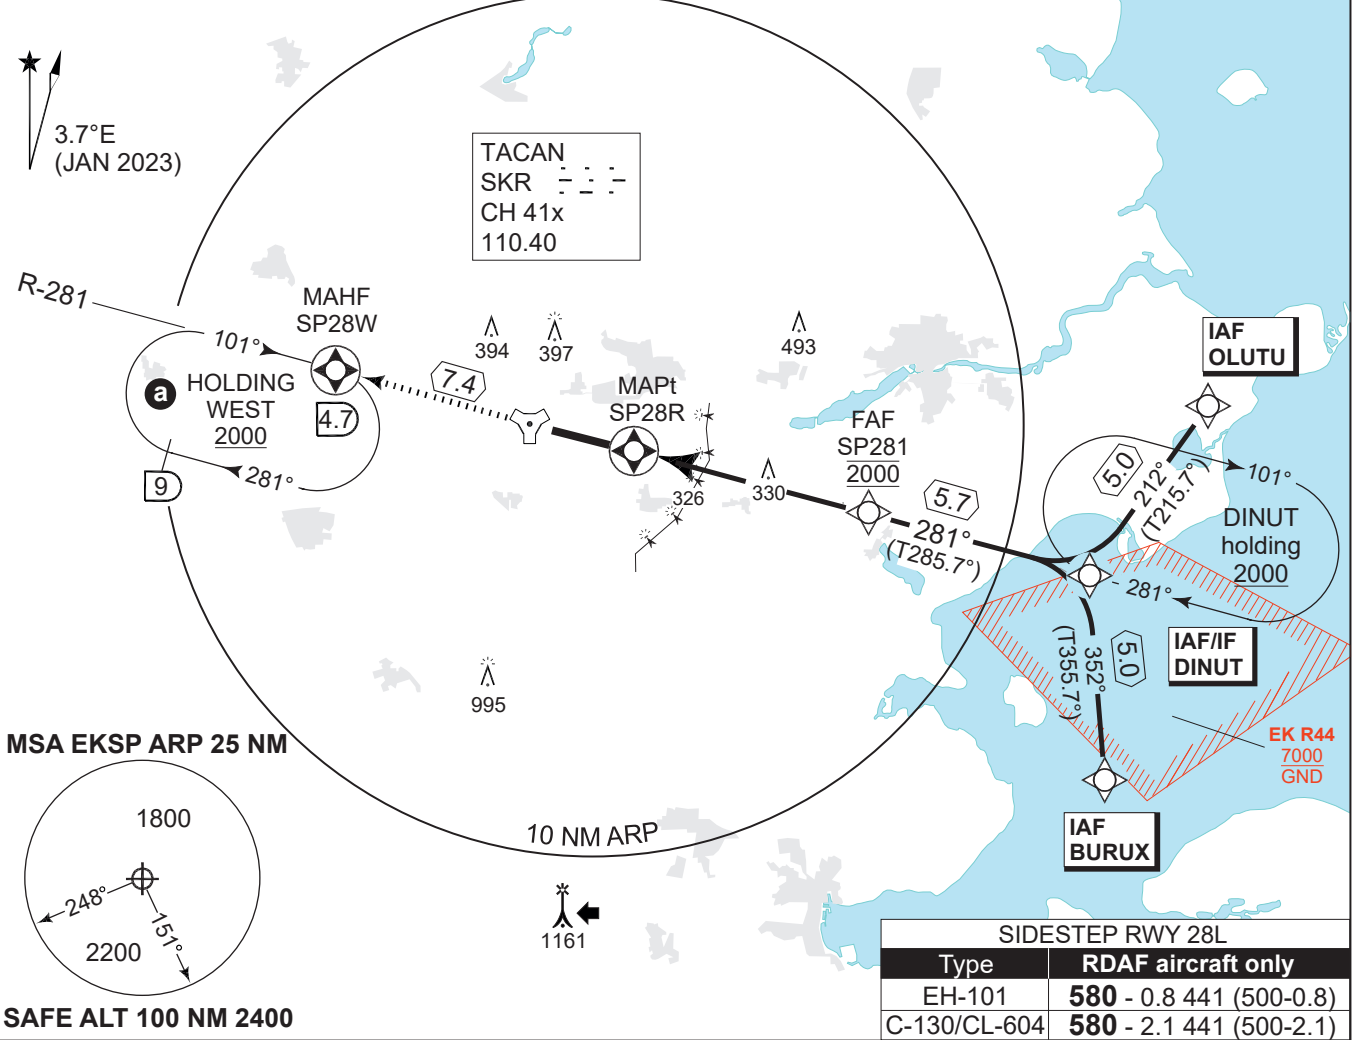 3.7°E
(JAN 2023)
TACAN
SKR
CH 41x
110.40
R-281
MAHF
SP28W
101°
a
HOLDING
WEST
2000
4.7
281°
9
7.4
394
397
MAPt
SP28R
326
330
493
FAF
SP281
2000
5.7
281°
(T285.7°)
IAF
OLUTU
5.0
212°
(T215.7°)
101°
DINUT
holding
2000
281°
IAF/IF
DINUT
5.0
352°
(T355.7°)
EK R44
7000
GND
IAF
BURUX
995
10 NM ARP
1161
MSA EKSP ARP 25 NM
1800
248°
151°
2200
SAFE ALT 100 NM 2400
SIDESTEP RWY 28L
Type RDAF aircraft only
EH-101 580 - 0.8 441 (500-0.8)
C-130/CL-604 580 - 2.1 441 (500-2.1)